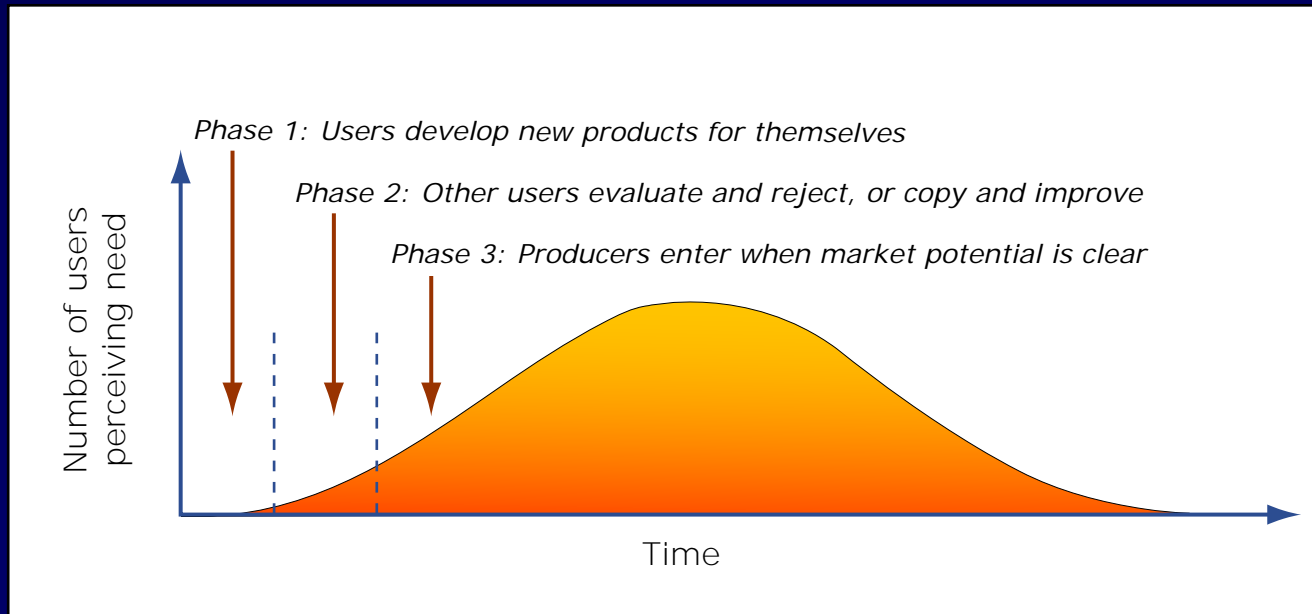 Phase 1: Users develop new products for themselves
Phase 2: Other users evaluate and reject, or copy and improve
Phase 3: Producers enter when market potential is clear
Number of users
perceiving need
Time